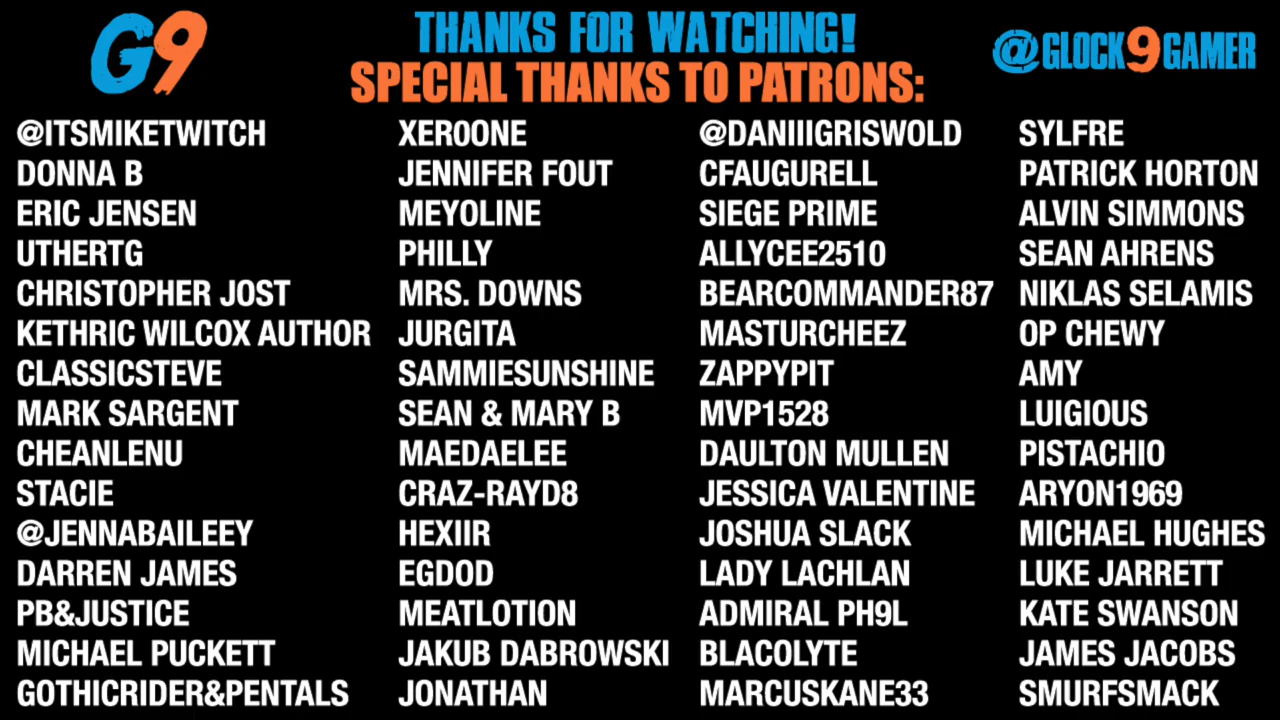 G9
THANKS FOR WATCHING!
SPECIAL THANKS TO PATRONS:
@GLOCK9GAMER
@ITSMIKETWITCH
DONNA B
ERIC JENSEN
UTHERTG
CHRISTOPHER JOST
KETHRIC WILCOX AUTHOR
CLASSICSTEVE
MARK SARGENT
CHEANLENU
STACIE
@JENNABAILEEY
DARREN JAMES
PB&JUSTICE
MICHAEL PUCKETT
GOTHICRIDER&PENTALS
XER0ONE
JENNIFER FOUT
MEYOLINE
PHILLY
MRS. DOWNS
JURGITA
SAMMIESUNSHINE
SEAN & MARY B
MAEDAELEE
CRAZ-RAYD8
HEXIIR
EGDOD
MEATLOTION
JAKUB DABROWSKI
JONATHAN
@DANIIIGRISWOLD
CFAUGURELL
SIEGE PRIME
ALLYCEE2510
BEARCOMMANDER87
MASTURCHEEZ
ZAPPYPIT
MVP1528
DAULTON MULLEN
JESSICA VALENTINE
JOSHUA SLACK
LADY LACHLAN
ADMIRAL PH9L
BLACOLYTE
MARCUSKANE33
SYLFRE
PATRICK HORTON
ALVIN SIMMONS
SEAN AHRENS
NIKLAS SELAMIS
OP CHEWY
AMY
LUIGIOUS
PISTACHIO
ARYON1969
MICHAEL HUGHES
LUKE JARRETT
KATE SWANSON
JAMES JACOBS
SMURFSMACK